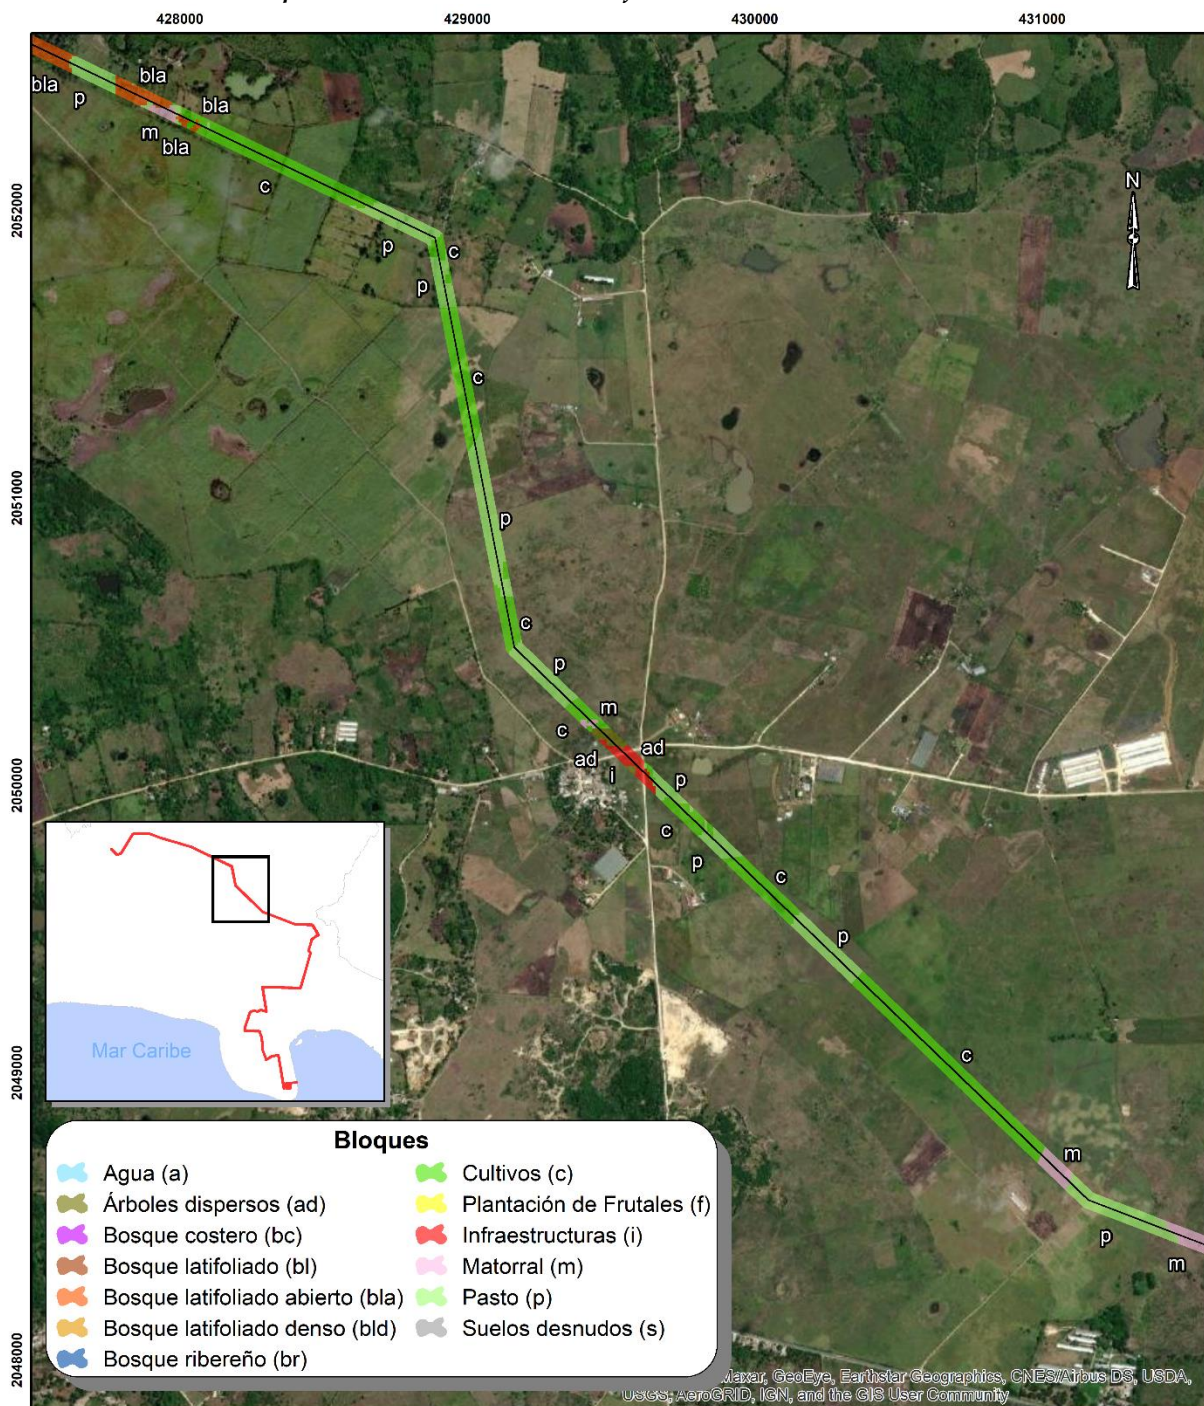 428000 429000 430000 431000
bla
bla p bla
m
bla
c
2052000
N
p c
p
c
2051000
p
c
p
m
c
ad ad
i p
2050000
c
p
c
p
Mar Caribe
2049000
c
m
Bloques
Agua (a) Cultivos (c)
Árboles dispersos (ad) Plantación de Frutales (f)
Bosque costero (bc) Infraestructuras (i)
p
Bosque latifoliado (bl) Matorral (m)
m
Bosque latifoliado abierto (bla) Pasto (p)
Bosque latifoliado denso (bld) Suelos desnudos (s)
Bosque ribereño (br)
2048000
Maxar, GeoEye, Earthstar Geographics, CNES/Airbus DS, USDA,
USGS, AeroGRID, IGN, and the GIS User Community